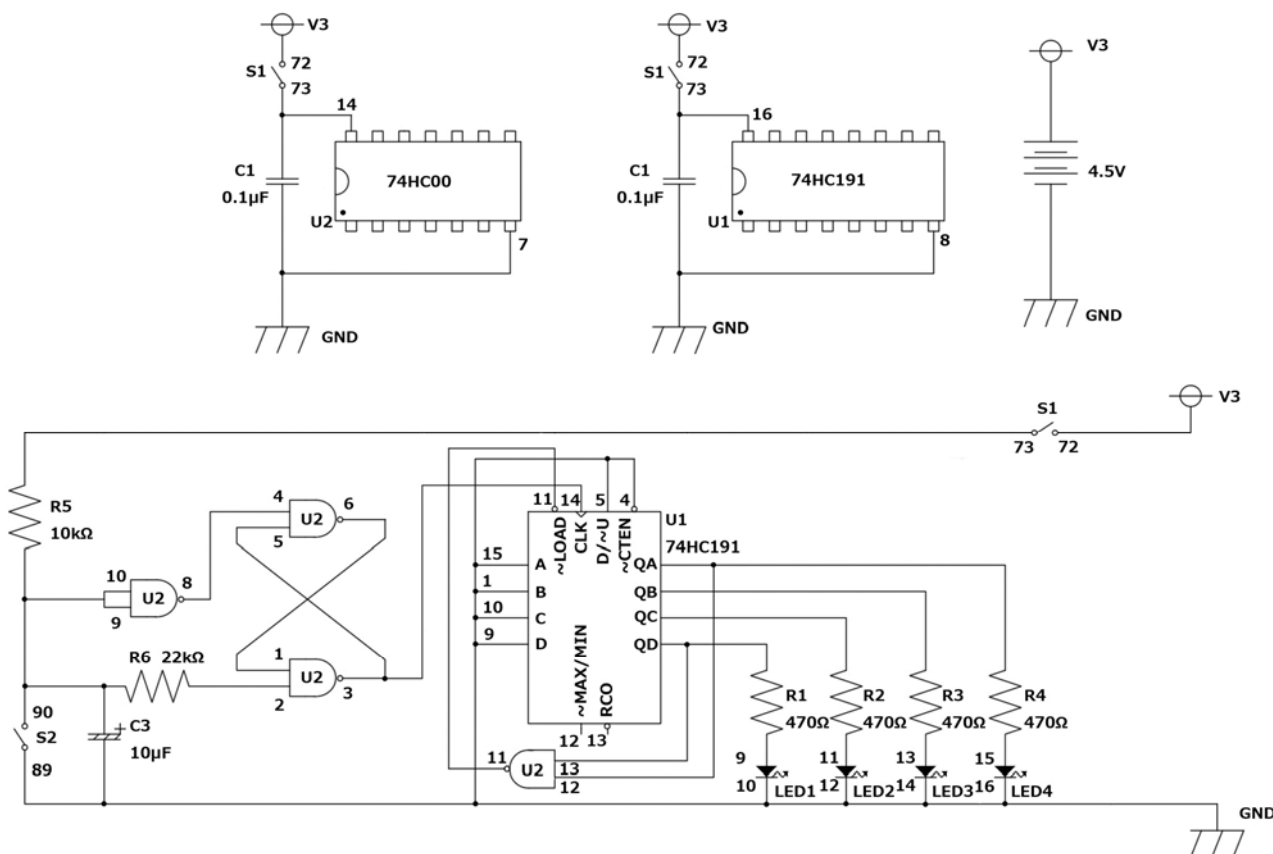 V3
72
S1
73
14
C1
0.1μF
74HC00
U2
7
GND
V3
72
S1
73
16
C1
0.1μF
74HC191
U1
8
GND
V3
4.5V
GND
S1
V3
73
72
R5
10kΩ
4
6
U2
5
10
8
U2
9
R6 22kΩ
1
U2
2
3
90
S2
89
C3
+
10μF
11
14
5
4
U1
74HC191
~LOAD
CLK
D/~U
~CTEN
15
A
QA
1
B
QB
10
C
QC
9
D
QD
~MAX/MIN
RCO
12
13
11
U2
13
12
R1
470Ω
R2
470Ω
R3
470Ω
R4
470Ω
9
10
LED1
11
12
LED2
13
14
LED3
15
16
LED4
GND